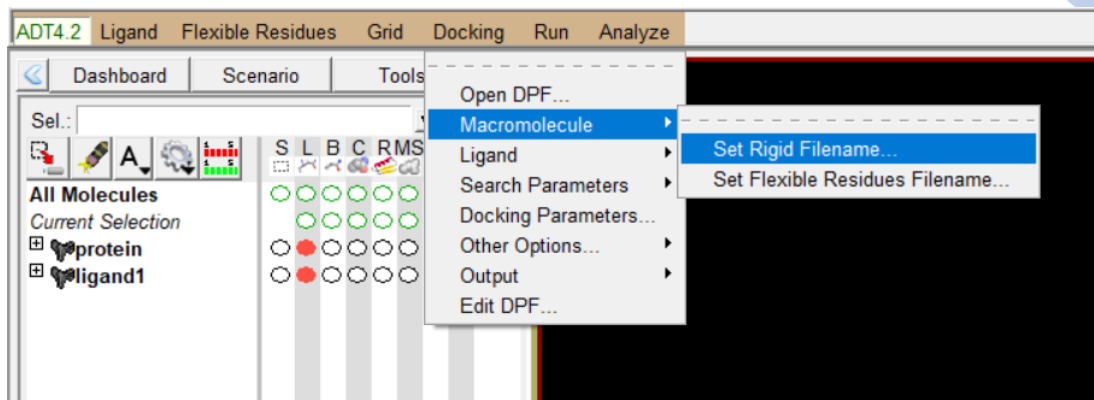 ADT4.2 Ligand Flexible Residues Grid Docking Run Analyze
Dashboard Scenario Tools
Sel.:
S L B C R MS
All Molecules
Current Selection
protein
ligand1
Open DPF...
Macromolecule
Ligand
Search Parameters
Docking Parameters...
Other Options...
Output
Edit DPF...
Set Rigid Filename...
Set Flexible Residues Filename...